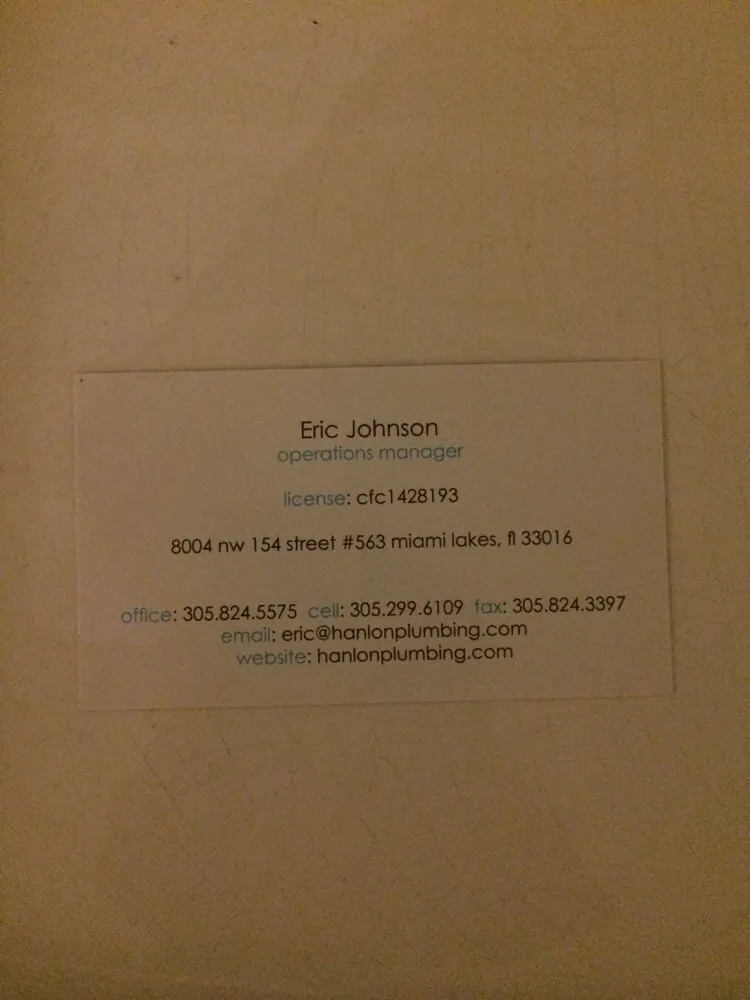 Eric Johnson
operations manager
license: cfc1428193
8004 nw 154 street #563 miami lakes, fl 33016
office: 305.824.5575 cell: 305.299.6109 fax: 305.824.3397
email: eric@hanlonplumbing.com
website: hanlonplumbing.com